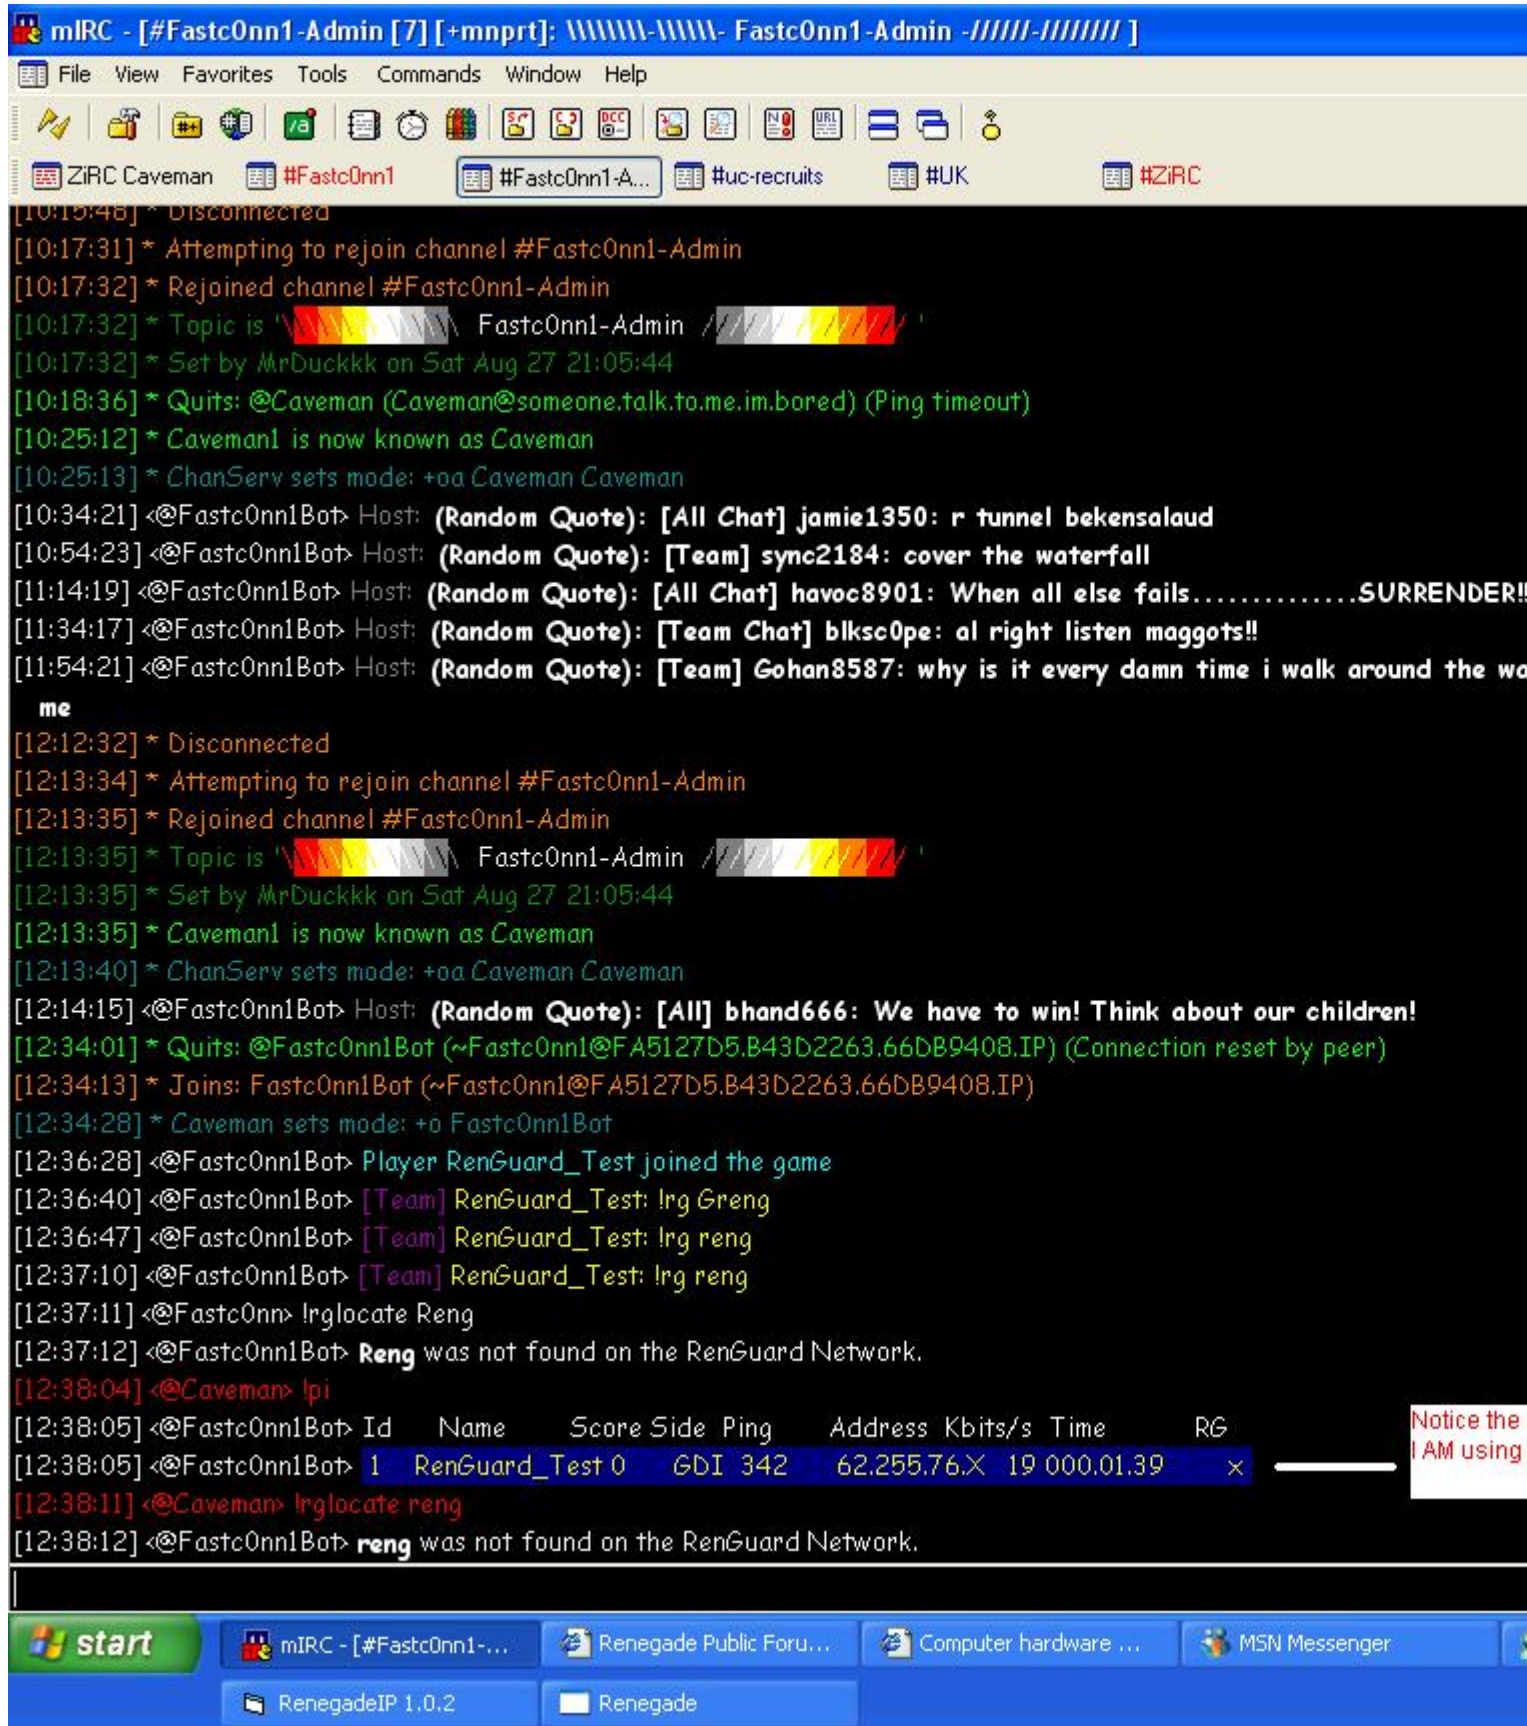 mIRC - [#Fastc0nn1-Admin [7] [+mnprt]: \\\\\\\\-\\\\\\- Fastc0nn1-Admin -//////-//////// ]
File View Favorites Tools Commands Window Help
ZiRC Caveman #Fastc0nn1 #Fastc0nn1-A... #uc-recruits #UK #ZiRC
[10:15:48] * Disconnected
[10:17:31] * Attempting to rejoin channel #Fastc0nn1-Admin
[10:17:32] * Rejoined channel #Fastc0nn1-Admin
[10:17:32] * Topic is '\\\\\\\\ \\\\\\ Fastc0nn1-Admin ////// //////// '
[10:17:32] * Set by MrDuckkk on Sat Aug 27 21:05:44
[10:18:36] * Quits: @Caveman (Caveman@someone.talk.to.me.im.bored) (Ping timeout)
[10:25:12] * Caveman1 is now known as Caveman
[10:25:13] * ChanServ sets mode: +oa Caveman Caveman
[10:34:21] <@Fastc0nn1Bot> Host: (Random Quote): [All Chat] jamie1350: r tunnel bekensalaud
[10:54:23] <@Fastc0nn1Bot> Host: (Random Quote): [Team] sync2184: cover the waterfall
[11:14:19] <@Fastc0nn1Bot> Host: (Random Quote): [All Chat] havoc8901: When all else fails..............SURRENDER!!
[11:34:17] <@Fastc0nn1Bot> Host: (Random Quote): [Team Chat] blksc0pe: al right listen maggots!!
[11:54:21] <@Fastc0nn1Bot> Host: (Random Quote): [Team] Gohan8587: why is it every damn time i walk around the wa
me
[12:12:32] * Disconnected
[12:13:34] * Attempting to rejoin channel #Fastc0nn1-Admin
[12:13:35] * Rejoined channel #Fastc0nn1-Admin
[12:13:35] * Topic is '\\\\\\\\ \\\\\\ Fastc0nn1-Admin ////// //////// '
[12:13:35] * Set by MrDuckkk on Sat Aug 27 21:05:44
[12:13:35] * Caveman1 is now known as Caveman
[12:13:40] * ChanServ sets mode: +oa Caveman Caveman
[12:14:15] <@Fastc0nn1Bot> Host: (Random Quote): [All] bhand666: We have to win! Think about our children!
[12:34:01] * Quits: @Fastc0nn1Bot (~Fastc0nn1@FA5127D5.B43D2263.66DB9408.IP) (Connection reset by peer)
[12:34:13] * Joins: Fastc0nn1Bot (~Fastc0nn1@FA5127D5.B43D2263.66DB9408.IP)
[12:34:28] * Caveman sets mode: +o Fastc0nn1Bot
[12:36:28] <@Fastc0nn1Bot> Player RenGuard_Test joined the game
[12:36:40] <@Fastc0nn1Bot> [Team] RenGuard_Test: !rg Greng
[12:36:47] <@Fastc0nn1Bot> [Team] RenGuard_Test: !rg reng
[12:37:10] <@Fastc0nn1Bot> [Team] RenGuard_Test: !rg reng
[12:37:11] <@Fastc0nn> !rglocate Reng
[12:37:12] <@Fastc0nn1Bot> Reng was not found on the RenGuard Network.
[12:38:04] <@Caveman> !pi
[12:38:05] <@Fastc0nn1Bot> Id Name Score Side Ping Address Kbits/s Time RG
[12:38:05] <@Fastc0nn1Bot> 1 RenGuard_Test 0 GDI 342 62.255.76.X 19 000.01.39 x
Notice the
I AM using
[12:38:11] <@Caveman> !rglocate reng
[12:38:12] <@Fastc0nn1Bot> reng was not found on the RenGuard Network.
start mIRC - [#Fastc0nn1-... Renegade Public Foru... Computer hardware ... MSN Messenger
RenegadeIP 1.0.2 Renegade